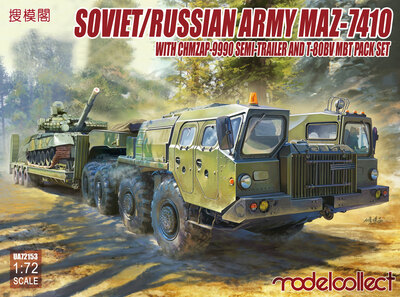 搜模閣
SOVIET/RUSSIAN ARMY MAZ-7410
WITH CHMZAP-9990 SEMI-TRAILER AND T-80BV MBT PACK SET
UA72153
1:72
SCALE
modelcollect